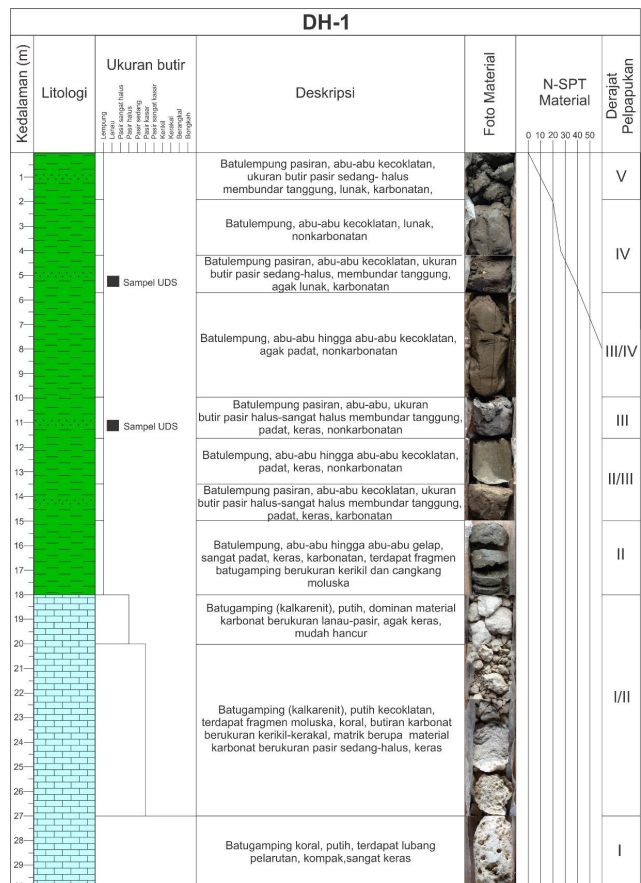 DH-1
Kedalaman (m)
Litologi
Ukuran butir
Lempung
Lanau
Pasir sangat halus
Pasir halus
Pasir sedang
Pasir kasar
Pasir sangat kasar
Kerikil
Kerakal
Berangkal
Bongkah
Deskripsi
Foto Material
N-SPT
Material
0 10 20 30 40 50
Derajat
Pelpapukan
1
2
3
4
5
6
7
8
9
10
11
12
13
14
15
16
17
18
19
20
21
22
23
24
25
26
27
28
29
Sampel UDS
Sampel UDS
Batulempung pasiran, abu-abu kecoklatan,
ukuran butir pasir sedang- halus
membundar tanggung, lunak, karbonatan,
Batulempung, abu-abu kecoklatan, lunak,
nonkarbonatan
Batulempung pasiran, abu-abu kecoklatan, ukuran
butir pasir sedang-halus, membundar tanggung,
agak lunak, karbonatan
Batulempung, abu-abu hingga abu-abu kecoklatan,
agak padat, nonkarbonatan
Batulempung pasiran, abu-abu, ukuran
butir pasir halus-sangat halus membundar tanggung,
padat, keras, nonkarbonatan
Batulempung, abu-abu hingga abu-abu kecoklatan,
padat, keras, nonkarbonatan
Batulempung pasiran, abu-abu kecoklatan, ukuran
butir pasir halus-sangat halus membundar tanggung,
padat, keras, karbonatan
Batulempung, abu-abu hingga abu-abu gelap,
sangat padat, keras, karbonatan, terdapat fragmen
batugamping berukuran kerikil dan cangkang
moluska
Batugamping (kalkarenit), putih, dominan material
karbonat berukuran lanau-pasir, agak keras,
mudah hancur
Batugamping (kalkarenit), putih kecoklatan,
terdapat fragmen moluska, koral, butiran karbonat
berukuran kerikil-kerakal, matrik berupa material
karbonat berukuran pasir sedang-halus, keras
Batugamping koral, putih, terdapat lubang
pelarutan, kompak,sangat keras
V
IV
III/IV
III
II/III
II
I/II
I